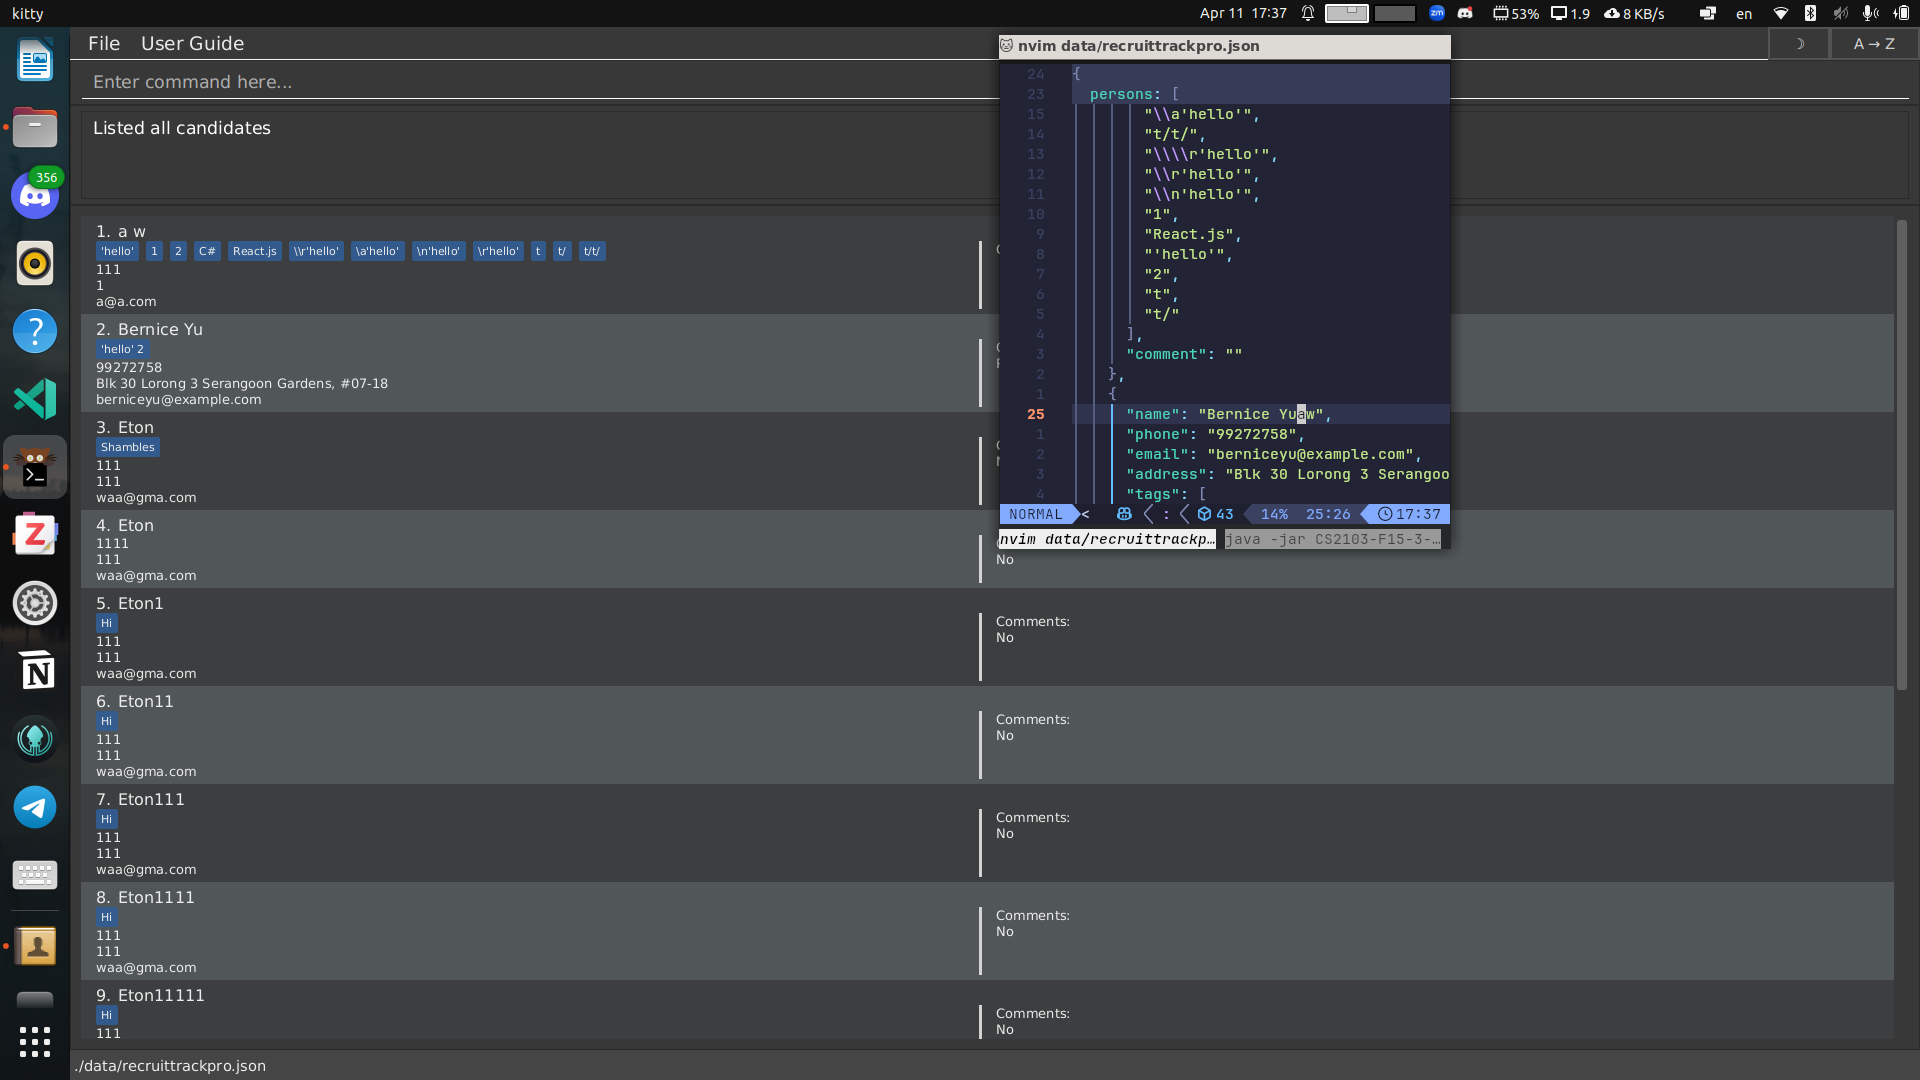 kitty
Apr 11 17:37
zm
53%
1.9
8 KB/s
en
File User Guide
A → Z
Enter command here...
Listed all candidates
356
1. a w
'hello' 1 2 C# React.js \\r'hello' \a'hello' \n'hello' \r'hello' t t/ t/t/
111
1
a@a.com
2. Bernice Yu
'hello' 2
99272758
Blk 30 Lorong 3 Serangoon Gardens, #07-18
berniceyu@example.com
3. Eton
Shambles
111
111
waa@gma.com
4. Eton
1111
111
waa@gma.com
No
5. Eton1
Hi
111
111
waa@gma.com
Comments:
No
6. Eton11
Hi
111
111
waa@gma.com
Comments:
No
7. Eton111
Hi
111
111
waa@gma.com
Comments:
No
8. Eton1111
Hi
111
111
waa@gma.com
Comments:
No
9. Eton11111
Hi
111
Comments:
No
./data/recruittrackpro.json
nvim data/recruittrackpro.json
24 {
23 persons: [
15 "\\a'hello'",
14 "t/t/",
13 "\\\\r'hello'",
12 "\\r'hello'",
11 "\\n'hello'",
10 "1",
9 "React.js",
8 "'hello'",
7 "2",
6 "t",
5 "t/"
4 ],
3 "comment": ""
2 },
1 {
25 "name": "Bernice Yuaw",
1 "phone": "99272758",
2 "email": "berniceyu@example.com",
3 "address": "Blk 30 Lorong 3 Serangoo
4 "tags": [
NORMAL < : 43 14% 25:26 17:37
nvim data/recruittrackp… java -jar CS2103-F15-3-…